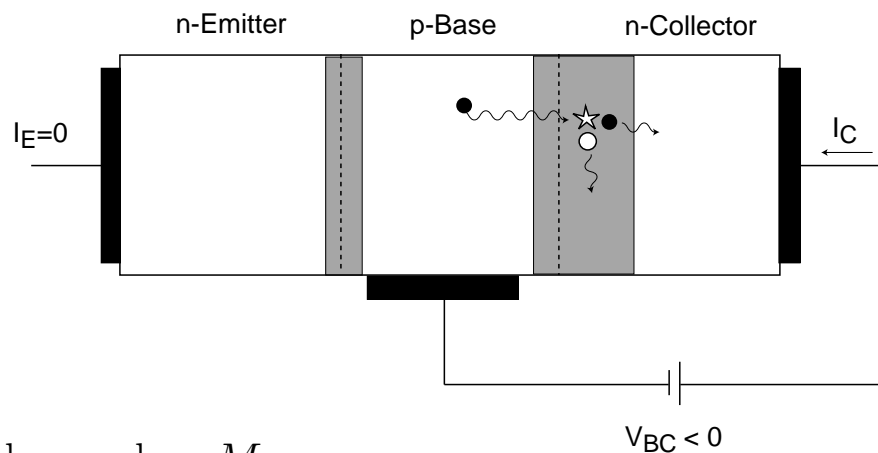 n-Emitter p-Base n-Collector
I_E=0
I_C
V_BC < 0
M